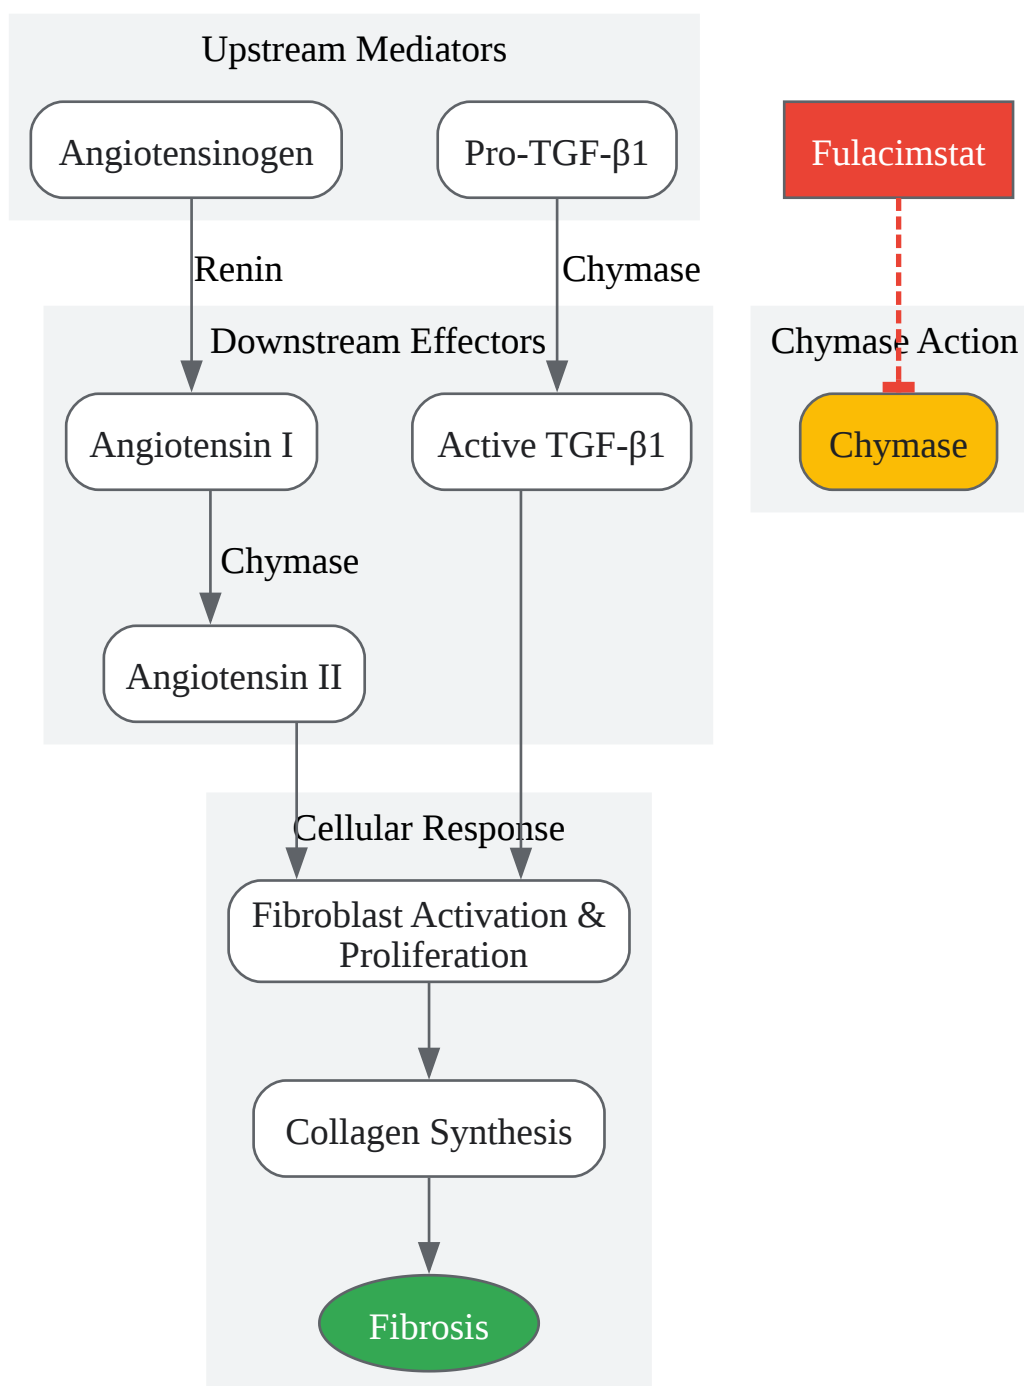 Upstream Mediators
Angiotensinogen
Pro-TGF-β1
Fulacimstat
Renin
Chymase
Downstream Effectors
Chymase Action
Angiotensin I
Active TGF-β1
Chymase
Chymase
Angiotensin II
Cellular Response
Fibroblast Activation &
Proliferation
Collagen Synthesis
Fibrosis